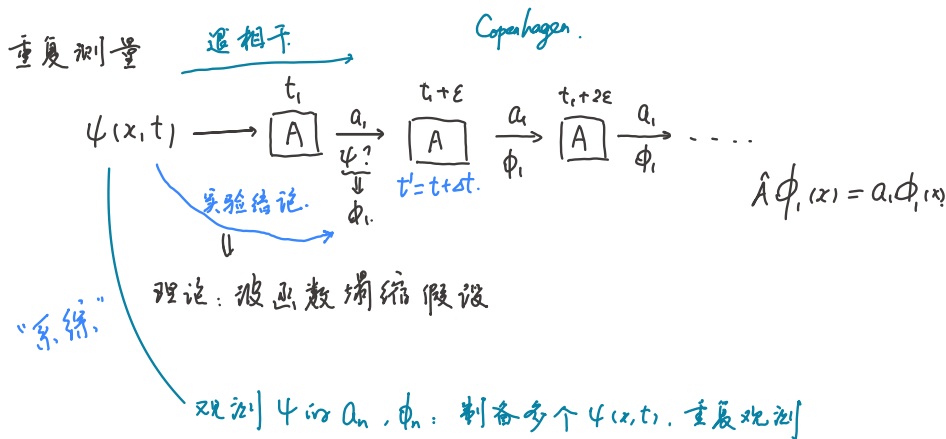 Copenhagen.
重复测量 退相干
t₁ t₁+ε t₁+2ε
ψ(x,t) → A a₁ → A a₁ → A a₁ → ....
ψ? ϕ₁ ϕ₁
⇓ t'=t+Δt.
ϕ₁.
Âϕ₁(x)=a₁ϕ₁(x)
实验结论.
⇓
理论:波函数塌缩假设
"系综"
观测ψ的aₙ,ϕₙ:制备多个ψ(x,t).重复观测